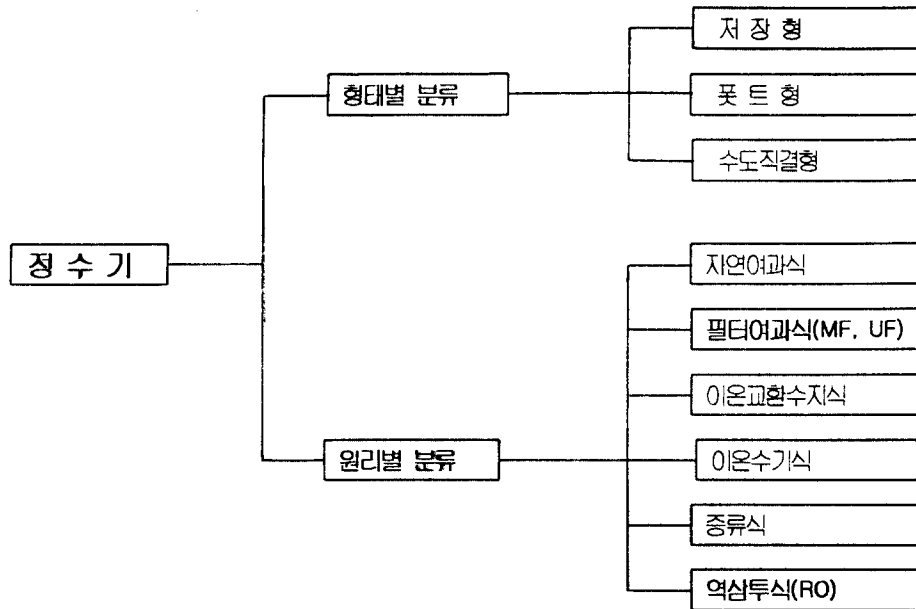 저 장 형
형태별 분류
폿 트 형
수도직결형
정 수 기
자연여과식
필터여과식(MF, UF)
이온교환수지식
원리별 분류
이온수기식
증류식
역삼투식(RO)